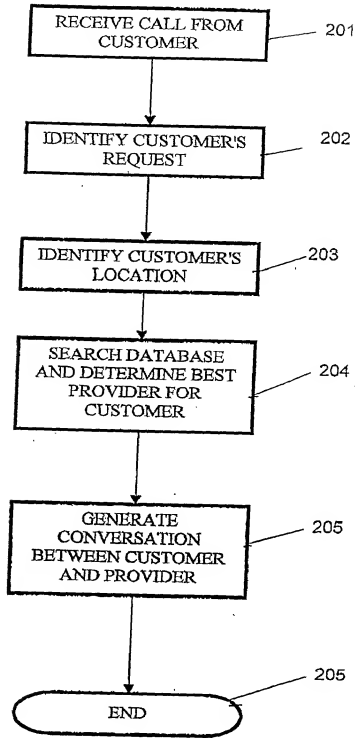 RECEIVE CALL FROM
CUSTOMER
201
IDENTIFY CUSTOMER'S
REQUEST
202
IDENTIFY CUSTOMER'S
LOCATION
203
SEARCH DATABASE
AND DETERMINE BEST
PROVIDER FOR
CUSTOMER
204
GENERATE
CONVERSATION
BETWEEN CUSTOMER
AND PROVIDER
205
END
205